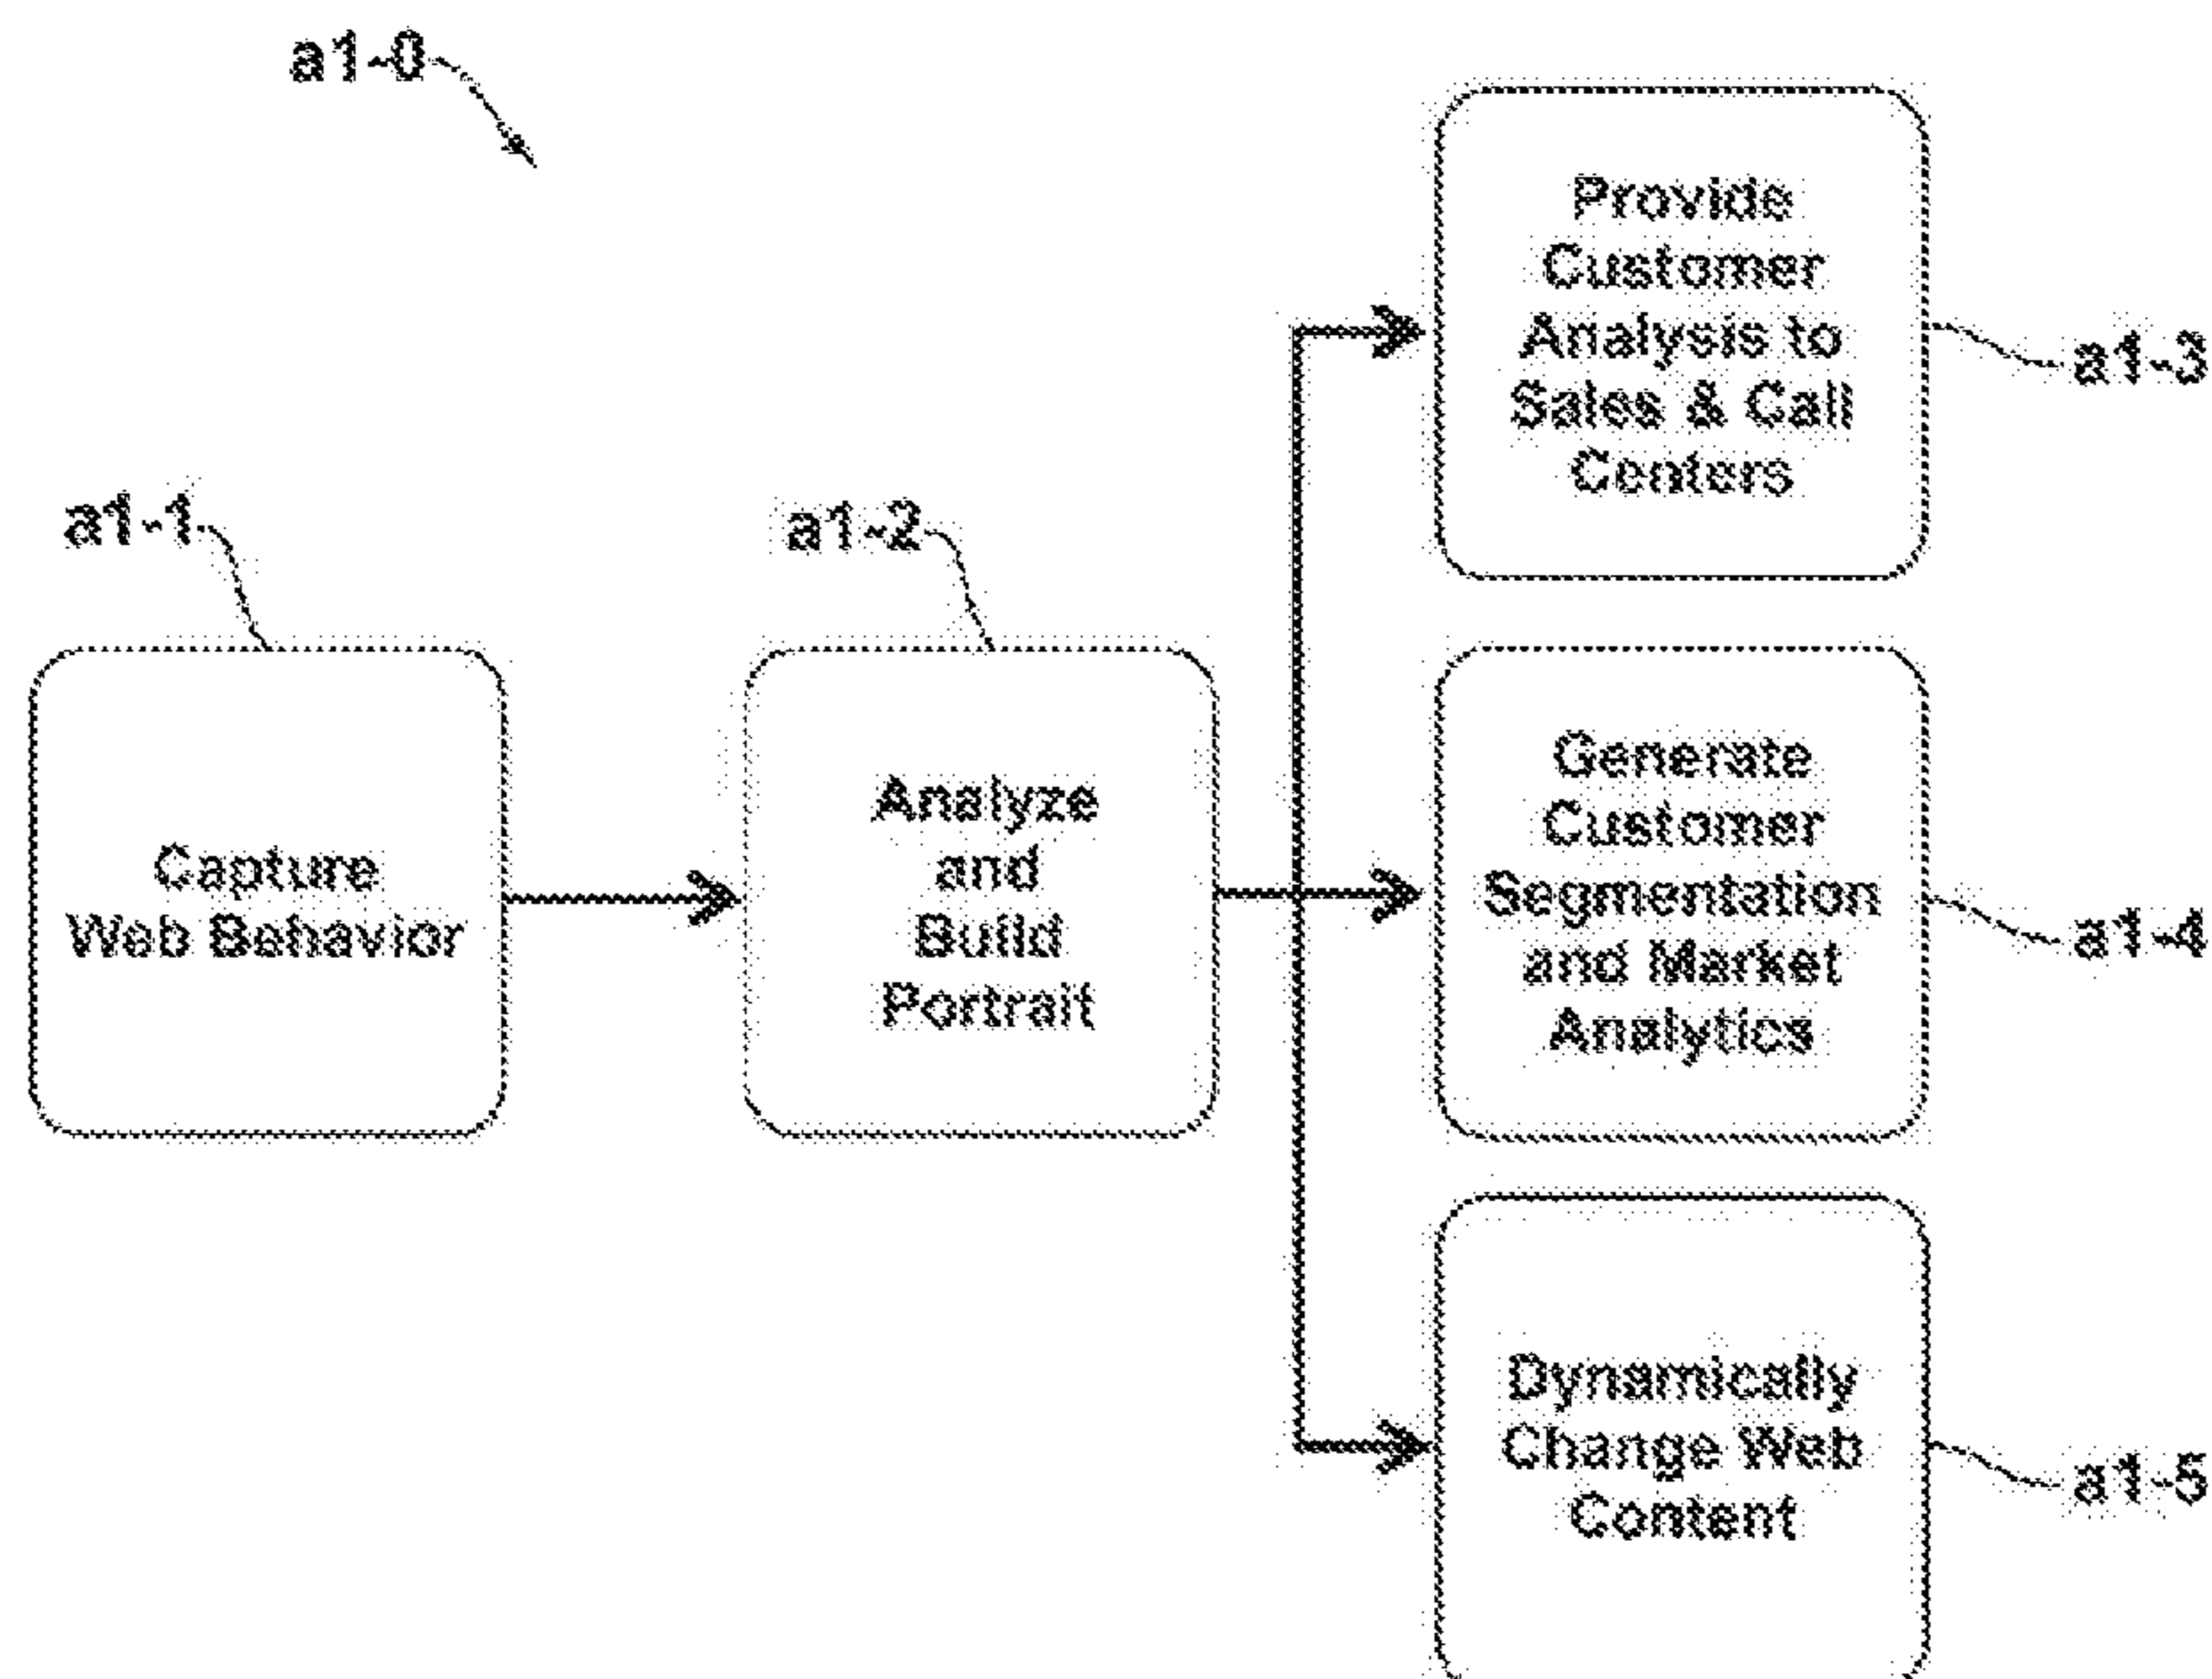 a1-0
Provide
Customer
Analysis to
Sales & Call
Centers
a1-3
a1-1
a1-2
Capture
Web Behavior
Analyze
and
Build
Portrait
Generate
Customer
Segmentation
and Market
Analytics
a1-4
Dynamically
Change Web
Content
a1-5